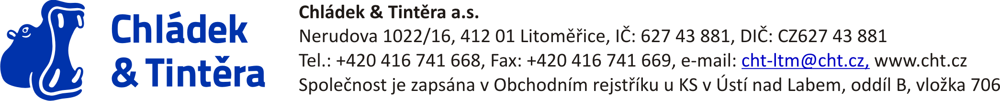 Chládek
& Tintěra
Chládek & Tintěra a.s.
Nerudova 1022/16, 412 01 Litoměřice, IČ: 627 43 881, DIČ: CZ627 43 881
Tel.: +420 416 741 668, Fax: +420 416 741 669, e-mail: cht-ltm@cht.cz, www.cht.cz
Společnost je zapsána v Obchodním rejstříku u KS v Ústí nad Labem, oddíl B, vložka 706